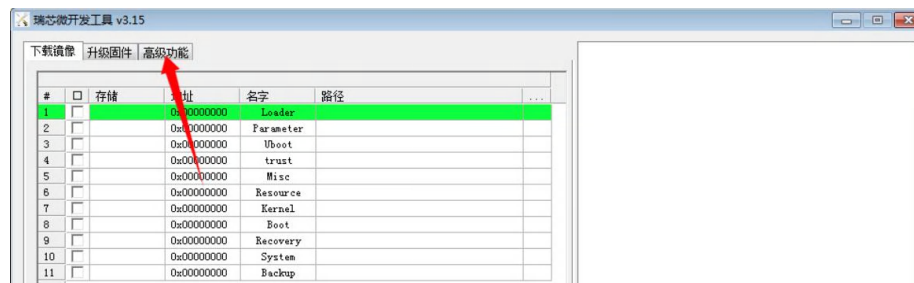 瑞芯微开发工具 v3.15
下载镜像 升级固件 高级功能
# 存储 地址 名字 路径 ...
1 0x00000000 Loader
2 0x00000000 Parameter
3 0x00000000 Uboot
4 0x00000000 trust
5 0x00000000 Misc
6 0x00000000 Resource
7 0x00000000 Kernel
8 0x00000000 Boot
9 0x00000000 Recovery
10 0x00000000 System
11 0x00000000 Backup